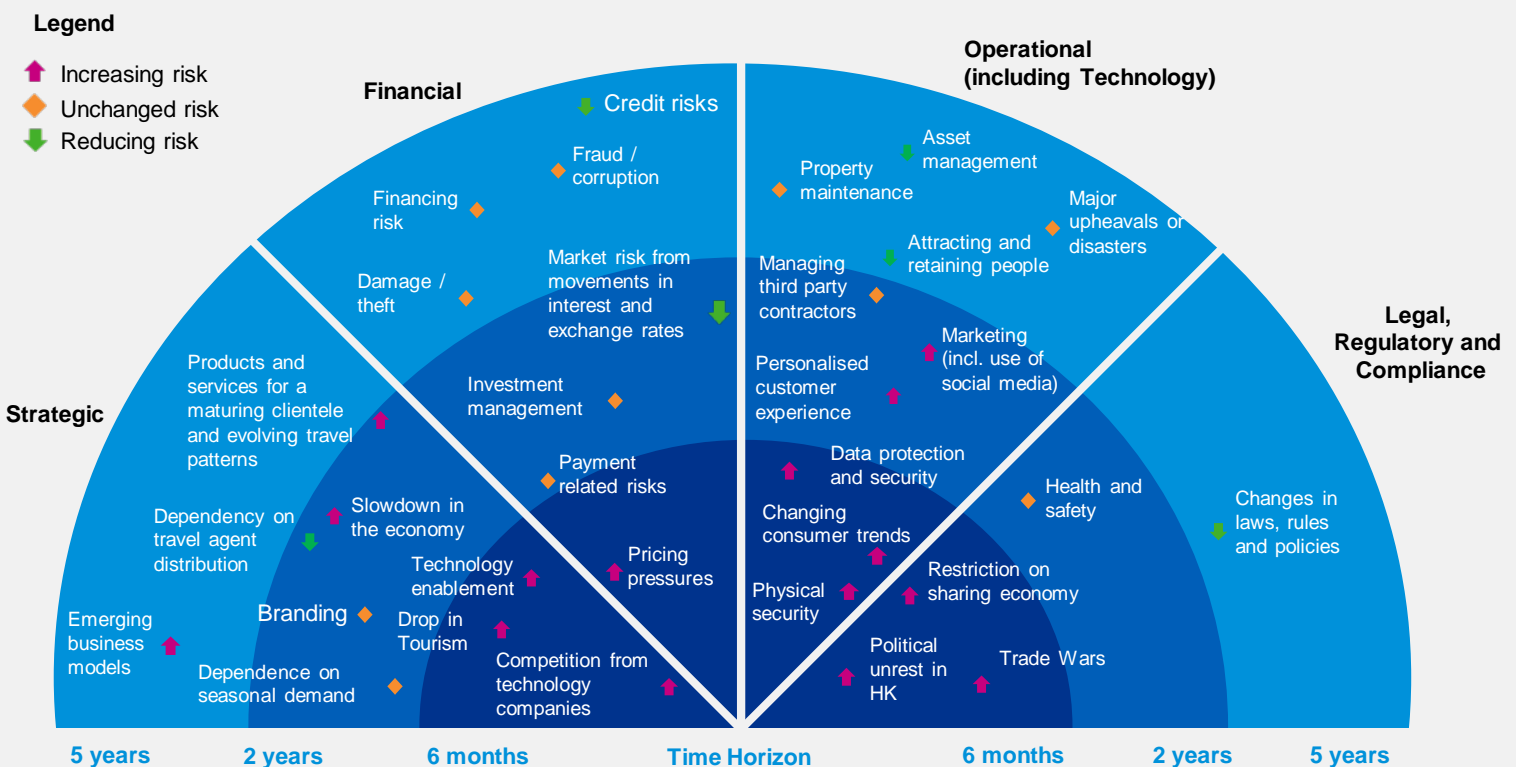 Legend
Increasing risk
Unchanged risk
Reducing risk
Financial
Operational
(including Technology)
Strategic
Legal,
Regulatory and
Compliance
Credit risks
Fraud /
corruption
Financing
risk
Damage /
theft
Market risk from
movements in
interest and
exchange rates
Investment
management
Payment
related risks
Pricing
pressures
Products and
services for a
maturing clientele
and evolving travel
patterns
Slowdown in
the economy
Dependency on
travel agent
distribution
Technology
enablement
Branding
Drop in
Tourism
Emerging
business
models
Dependence on
seasonal demand
Competition from
technology
companies
Asset
management
Property
maintenance
Major
upheavals or
disasters
Attracting and
retaining people
Managing
third party
contractors
Marketing
(incl. use of
social media)
Personalised
customer
experience
Data protection
and security
Changing
consumer trends
Physical
security
Health and
safety
Changes in
laws, rules
and policies
Restriction on
sharing economy
Political
unrest in
HK
Trade Wars
5 years
2 years
6 months
Time Horizon
6 months
2 years
5 years